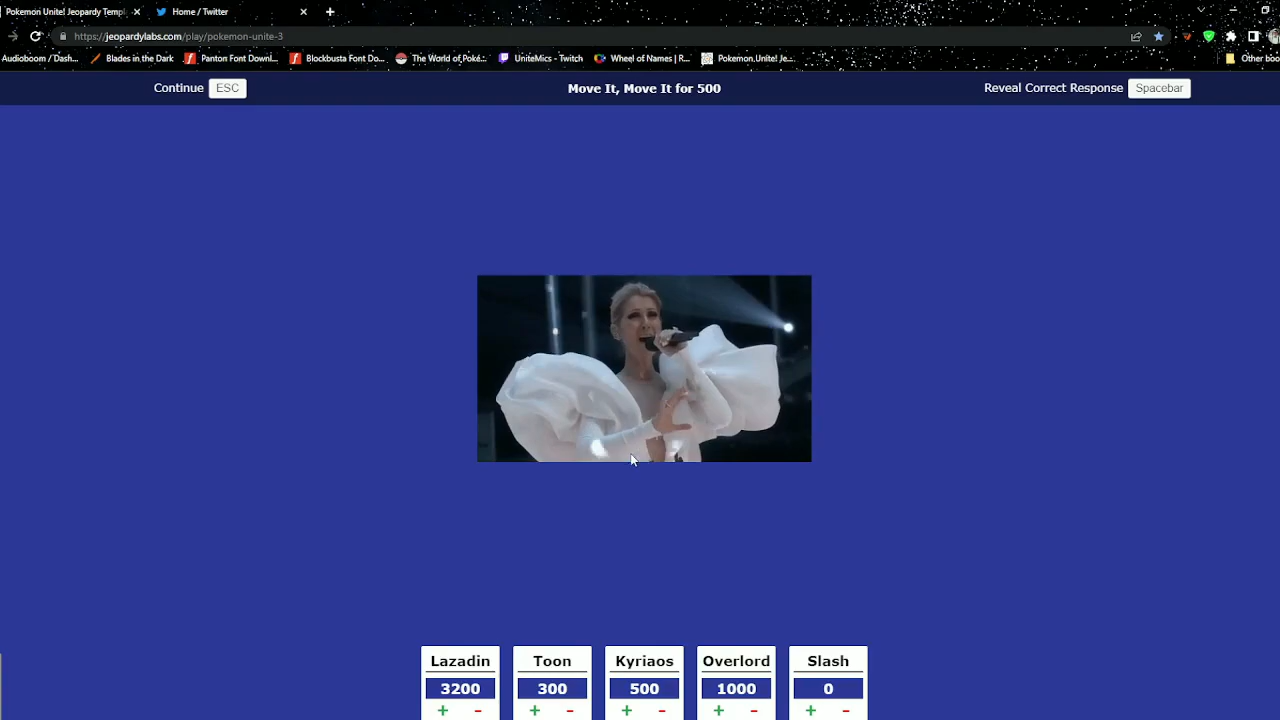 Pokemon Unite! Jeopardy Templ
Home / Twitter
https://jeopardylabs.com/play/pokemon-unite-3
Audioboom / Dash...
Blades in the Dark
Panton Font Downl...
Blockbusta Font Do...
The World of Poké...
UniteMics - Twitch
Wheel of Names | R...
Pokemon Unite! Je...
Other boo
Continue ESC
Move It, Move It for 500
Reveal Correct Response Spacebar
Lazadin Toon Kyriaos Overlord Slash
3200 300 500 1000 0
+ - + - + - + - + -